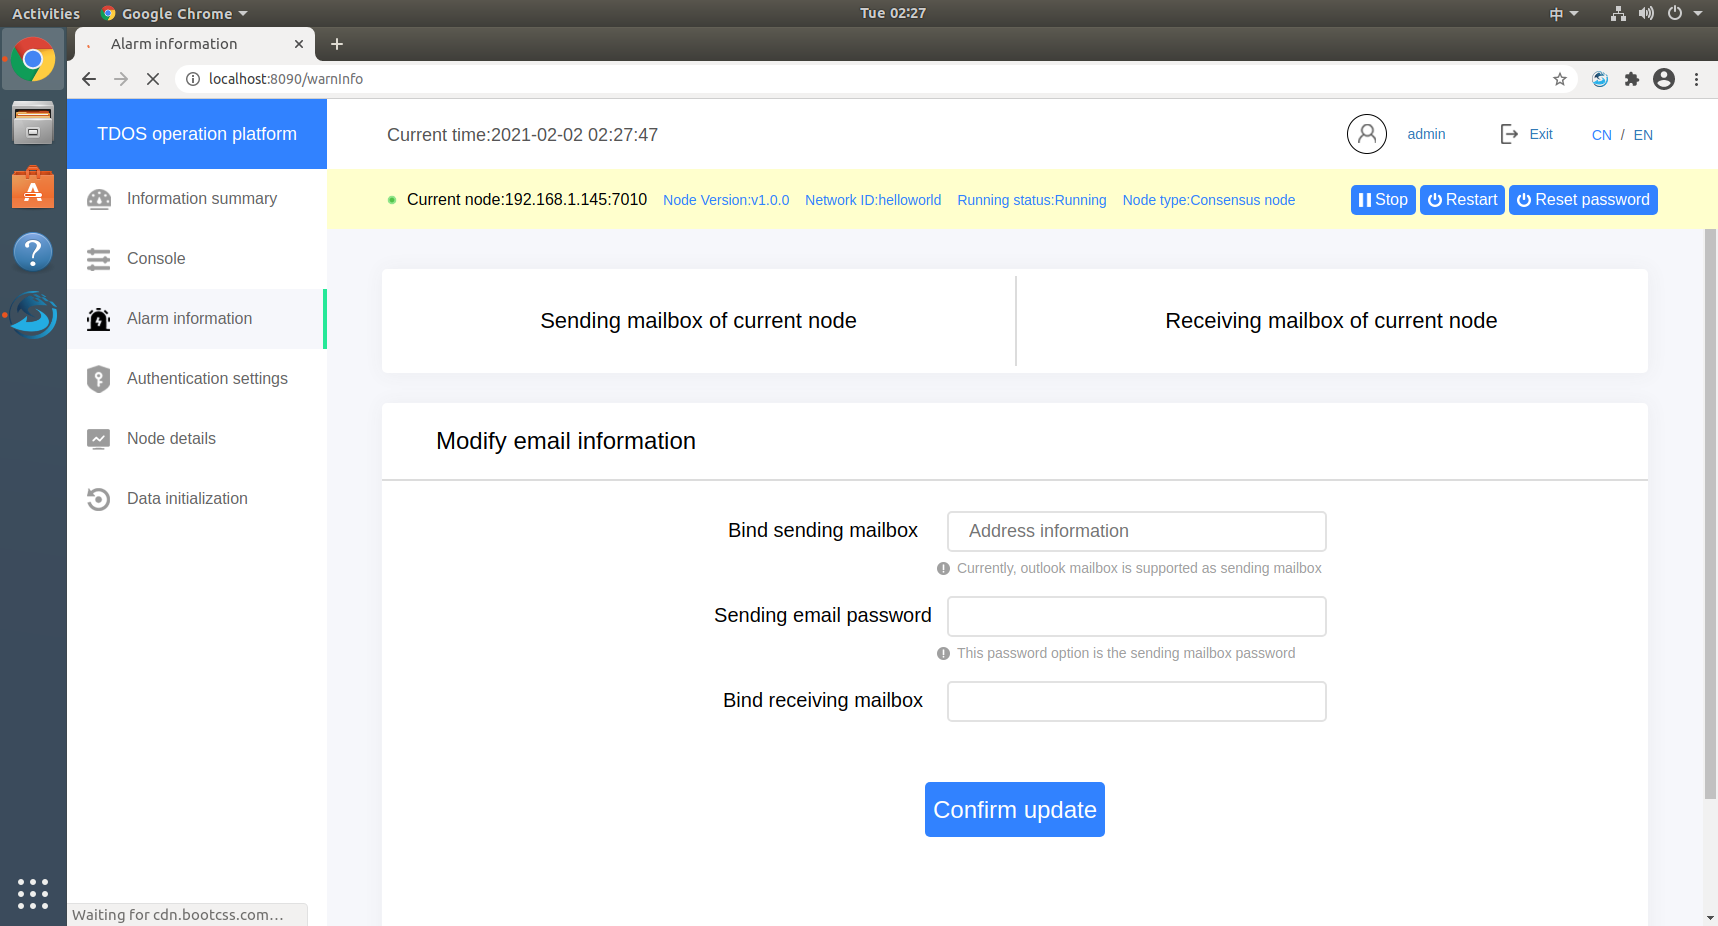 Activities Google Chrome Tue 02:27 中
Alarm information
localhost:8090/warnInfo
TDOS operation platform
Current time:2021-02-02 02:27:47
admin Exit CN / EN
Current node:192.168.1.145:7010 Node Version:v1.0.0 Network ID:helloworld Running status:Running Node type:Consensus node Stop Restart Reset password
Information summary
Console
Alarm information
Authentication settings
Node details
Data initialization
Sending mailbox of current node Receiving mailbox of current node
Modify email information
Bind sending mailbox Address information
Currently, outlook mailbox is supported as sending mailbox
Sending email password
This password option is the sending mailbox password
Bind receiving mailbox
Confirm update
Waiting for cdn.bootcss.com…